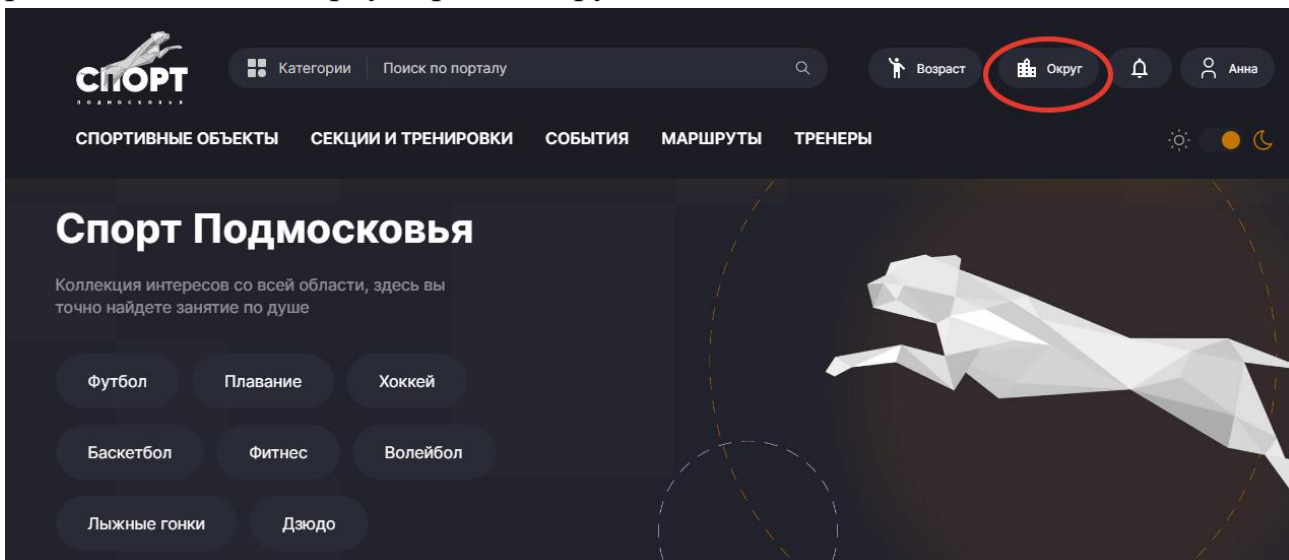 СПОРТ
ПОДМОСКОВЬЯ
Категории Поиск по порталу Возраст Округ Анна
СПОРТИВНЫЕ ОБЪЕКТЫ СЕКЦИИ И ТРЕНИРОВКИ СОБЫТИЯ МАРШРУТЫ ТРЕНЕРЫ
Спорт Подмосковья
Коллекция интересов со всей области, здесь вы
точно найдете занятие по душе
Футбол Плавание Хоккей
Баскетбол Фитнес Волейбол
Лыжные гонки Дзюдо